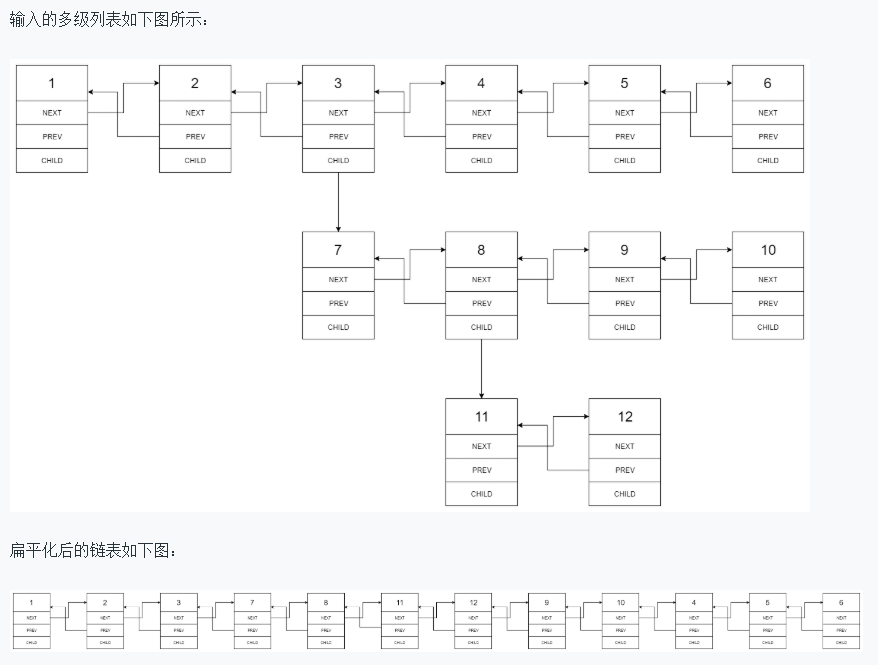 输入的多级列表如下图所示：
1 2 3 4 5 6
NEXT NEXT NEXT NEXT NEXT NEXT
PREV PREV PREV PREV PREV PREV
CHILD CHILD CHILD CHILD CHILD CHILD
7 8 9 10
NEXT NEXT NEXT NEXT
PREV PREV PREV PREV
CHILD CHILD CHILD CHILD
11 12
NEXT NEXT
PREV PREV
CHILD CHILD
扁平化后的链表如下图：
1 2 3 7 8 11 12 9 10 4 5 6
NEXT NEXT NEXT NEXT NEXT NEXT NEXT NEXT NEXT NEXT NEXT NEXT
PREV PREV PREV PREV PREV PREV PREV PREV PREV PREV PREV PREV
CHILD CHILD CHILD CHILD CHILD CHILD CHILD CHILD CHILD CHILD CHILD CHILD